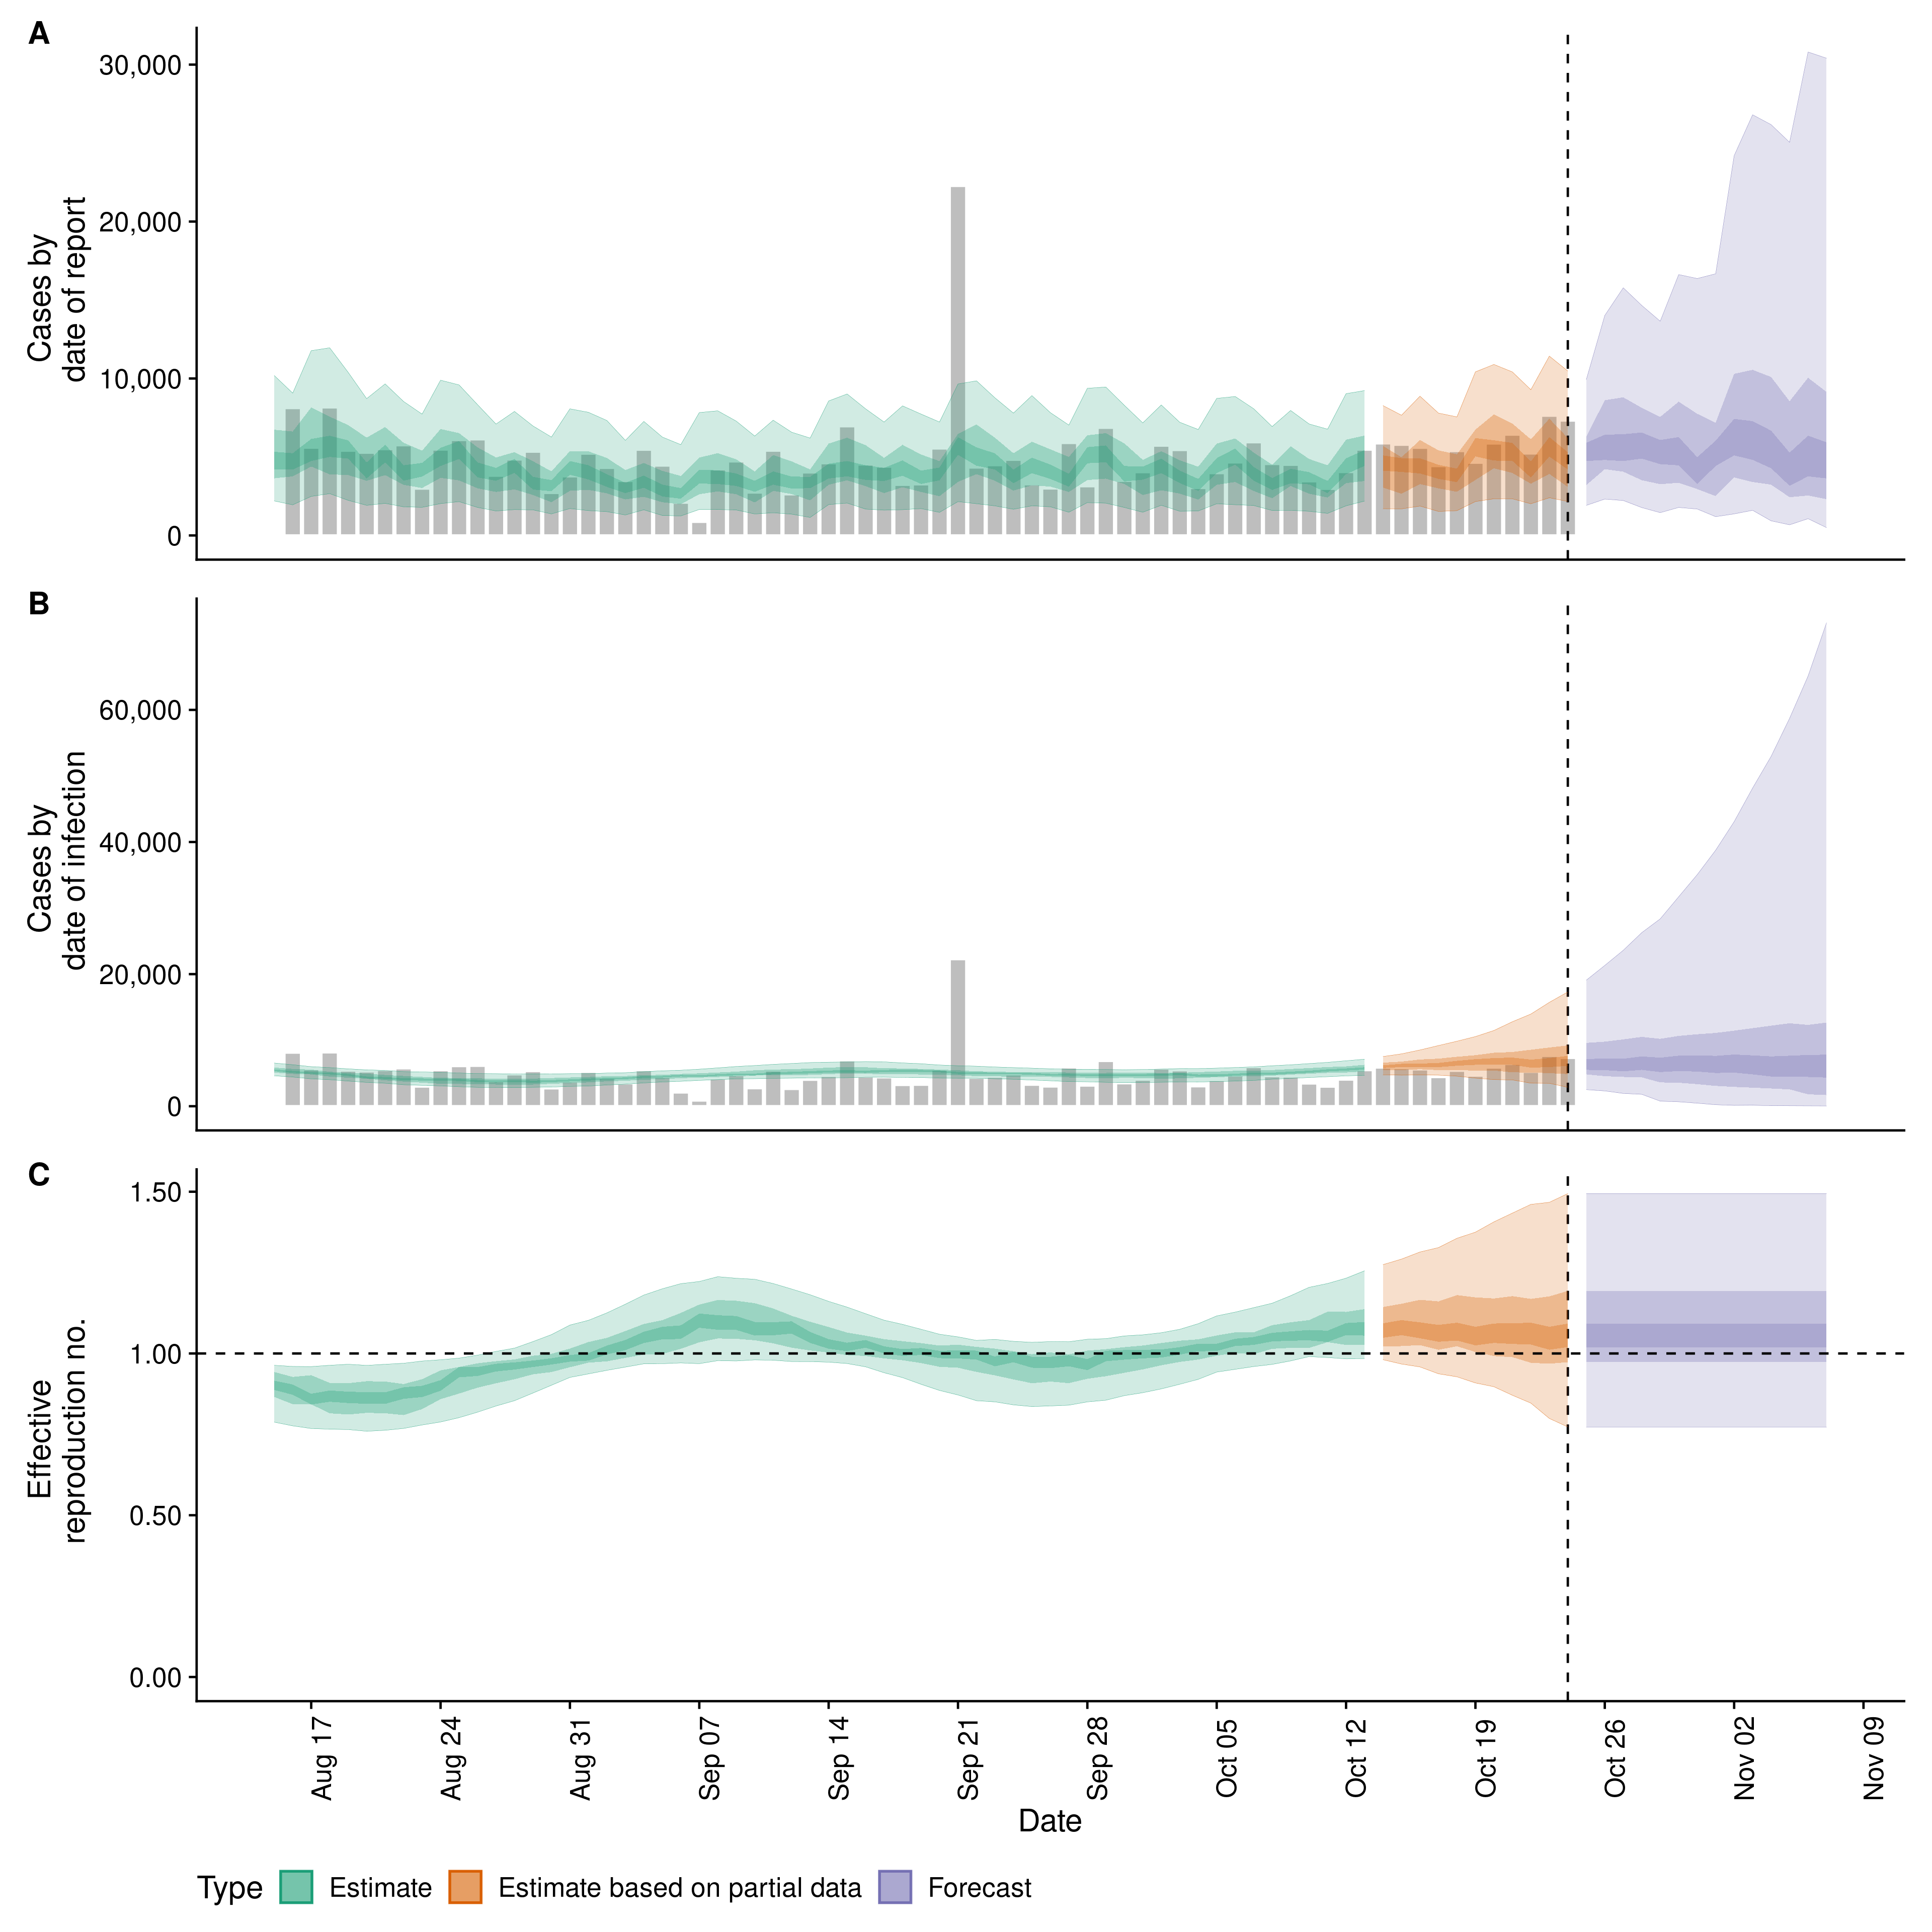 A
Cases by
date of report
30,000
20,000
10,000
0
B
Cases by
date of infection
60,000
40,000
20,000
0
C
Effective
reproduction no.
1.50
1.00
0.50
0.00
Aug 17
Aug 24
Aug 31
Sep 07
Sep 14
Sep 21
Sep 28
Oct 05
Oct 12
Oct 19
Oct 26
Nov 02
Nov 09
Date
Type Estimate Estimate based on partial data Forecast